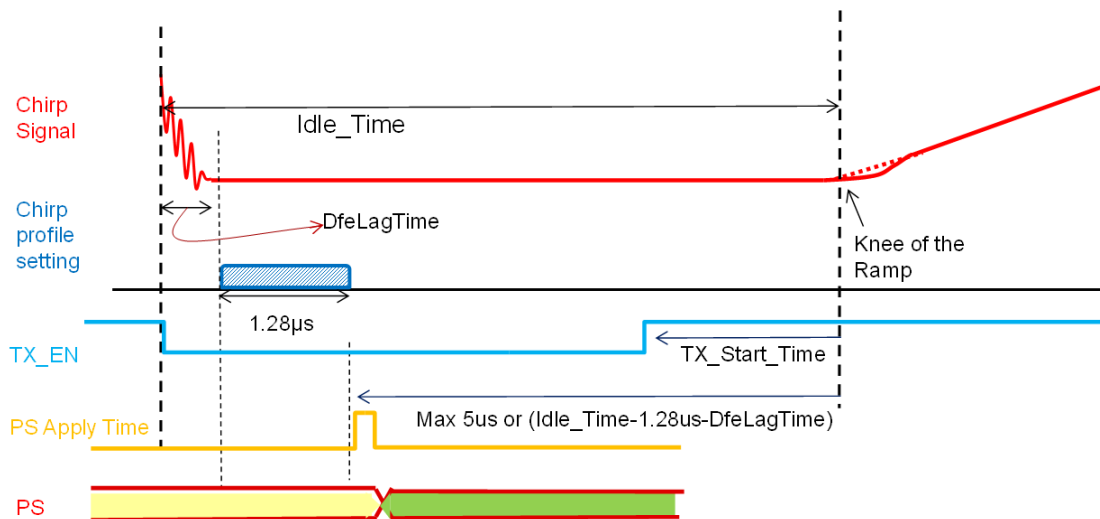 Chirp
Signal
Idle_Time
Chirp
profile
setting
DfeLagTime
Knee of the
Ramp
1.28µs
TX_EN
TX_Start_Time
PS Apply Time
Max 5us or (Idle_Time-1.28us-DfeLagTime)
PS